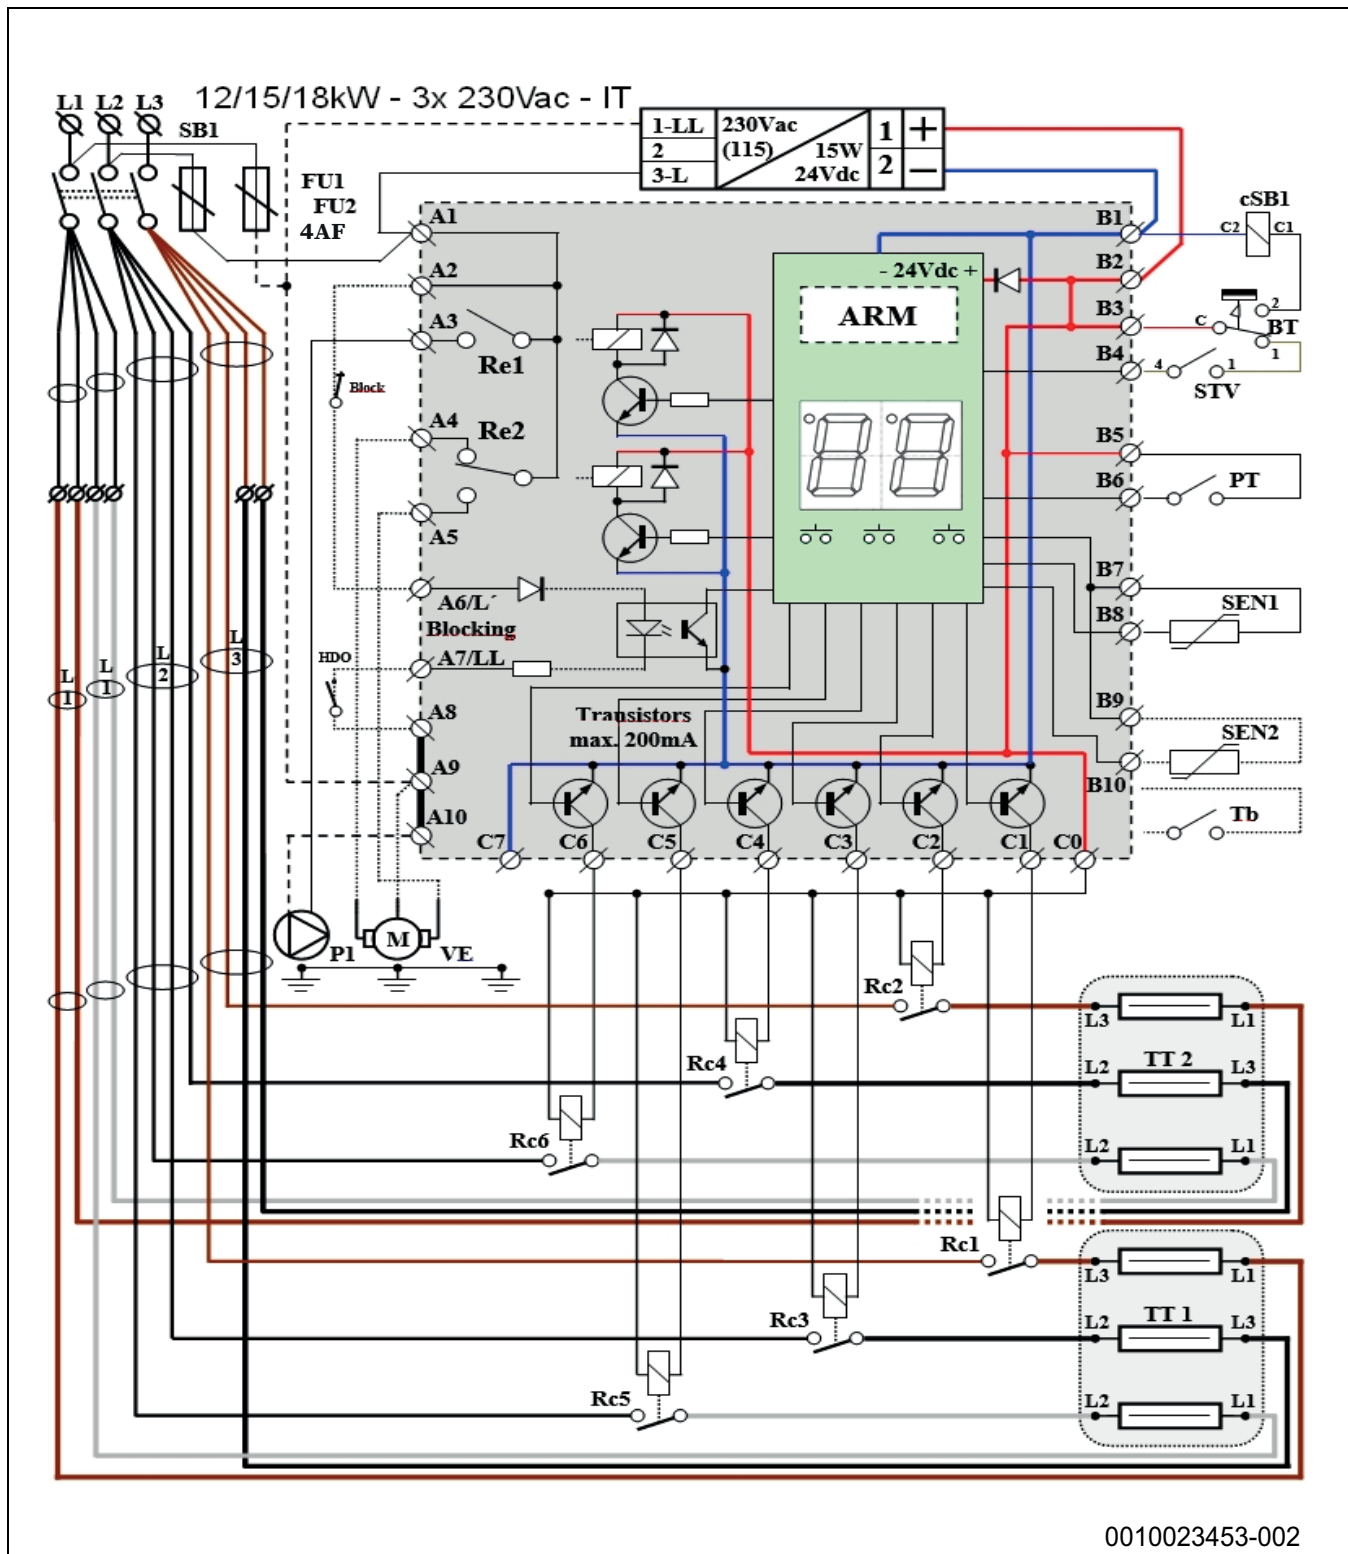 12/15/18kW - 3x 230Vac - IT
L1 L2 L3
SB1
FU1
FU2
4AF
1-LL
2
3-L
230Vac
(115)
15W
24Vdc
1 +
2 −
A1
A2
A3
Re1
Block
A4
Re2
A5
A6/L´
Blocking
A7/LL
HDO
A8
A9
A10
- 24Vdc +
ARM
Transistors
max. 200mA
B1
B2
B3
B4
B5
B6
B7
B8
B9
B10
cSB1
C2 C1
C
2
BT
1
4
1
STV
PT
SEN1
SEN2
Tb
C7 C6 C5 C4 C3 C2 C1 C0
L
1
L
1
L
2
L
3
P1
M
VE
Rc2
L3
L1
Rc4
L2
TT 2
L3
Rc6
L2
L1
Rc1
L3
L1
Rc3
L2
TT 1
L3
Rc5
L2
L1
0010023453-002